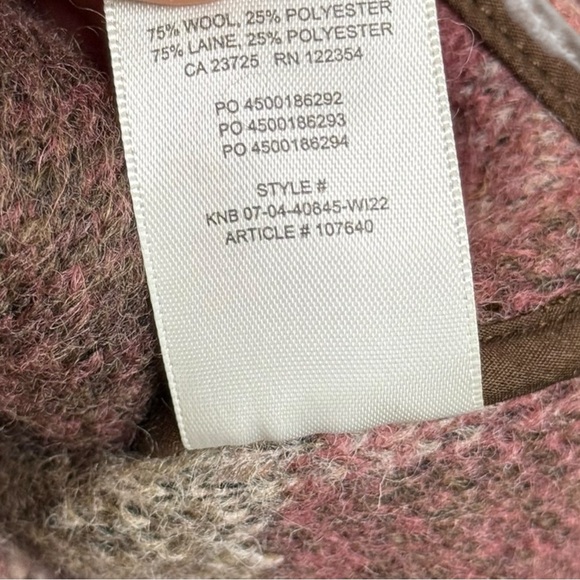 75% WOOL, 25% POLYESTER
75% LAINE, 25% POLYESTER
CA 23725 RN 122354
PO 4500186292
PO 4500186293
PO 4500186294
STYLE #
KNB 07-04-40845-WI22
ARTICLE # 107640